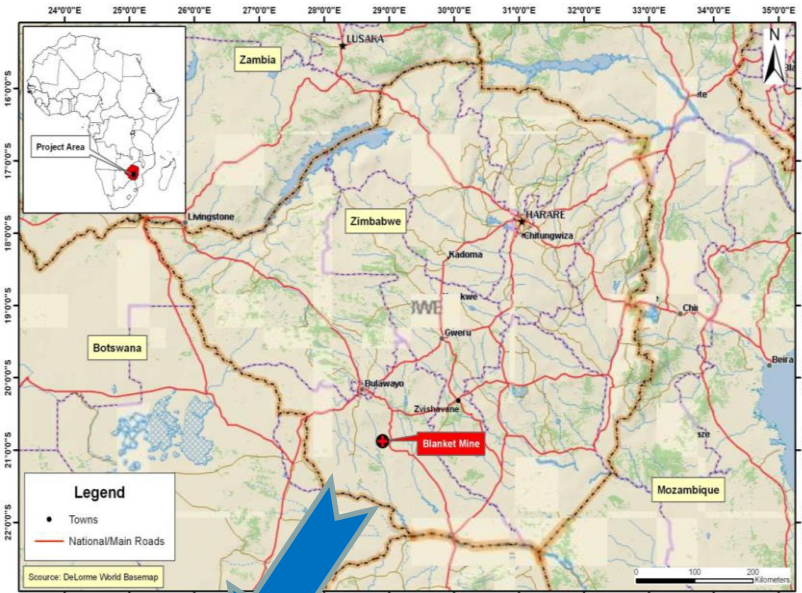 24°0'0"E 25°0'0"E 26°0'0"E 27°0'0"E 28°0'0"E 29°0'0"E 30°0'0"E 31°0'0"E 32°0'0"E 33°0'0"E 34°0'0"E 35°0'0"E
16°0'0"S
17°0'0"S
18°0'0"S
19°0'0"S
20°0'0"S
21°0'0"S
22°0'0"S
Project Area
N
LUSAKA
Zambia
te
Livingstone
Zimbabwe
HARARE
Chitungwiza
Kadoma
kwe
WE
Chi
Gweru
Botswana
Beira
Bulawayo
Zvishavane
Blanket Mine
Mozambique
Legend
Towns
National/Main Roads
Scource: DeLorme World Basemap
0 100 200
Kilometers